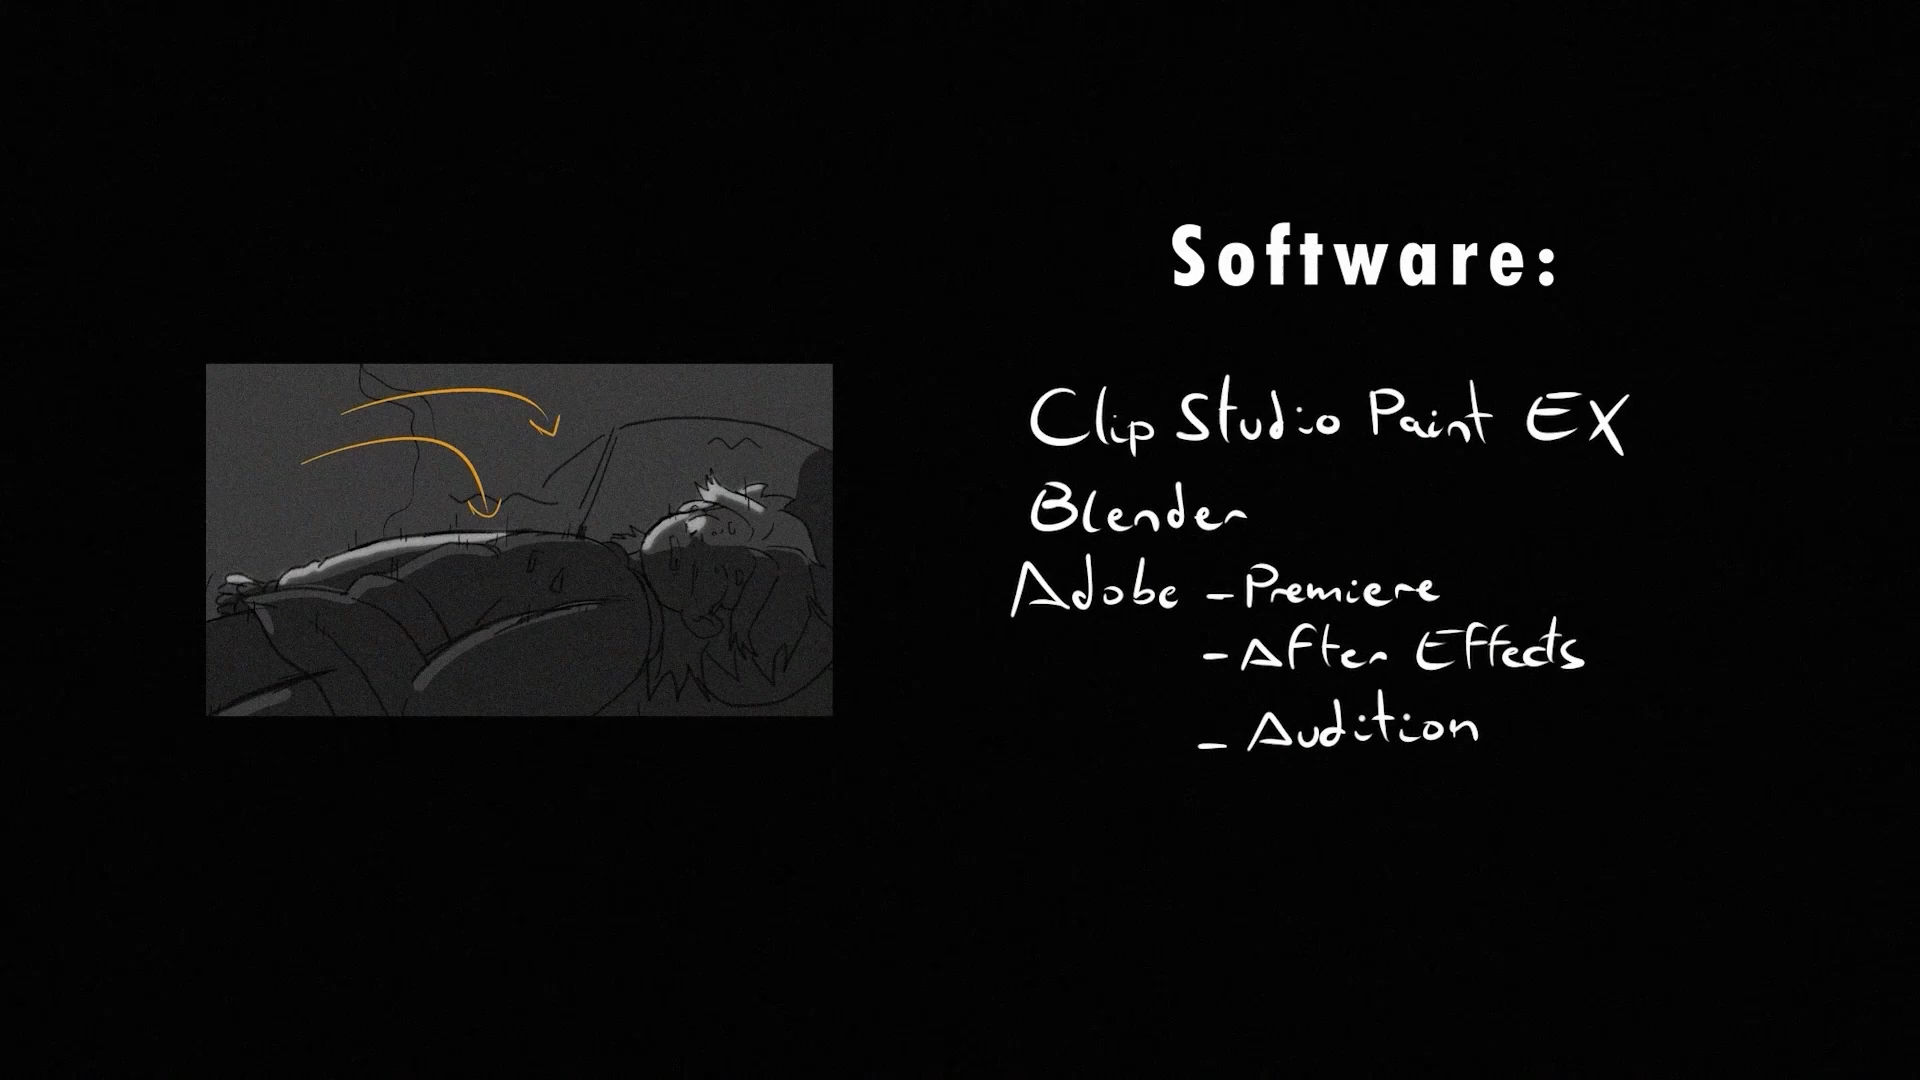 Software:
Clip Studio Paint EX
Blender
Adobe - Premiere
- After Effects
- Audition